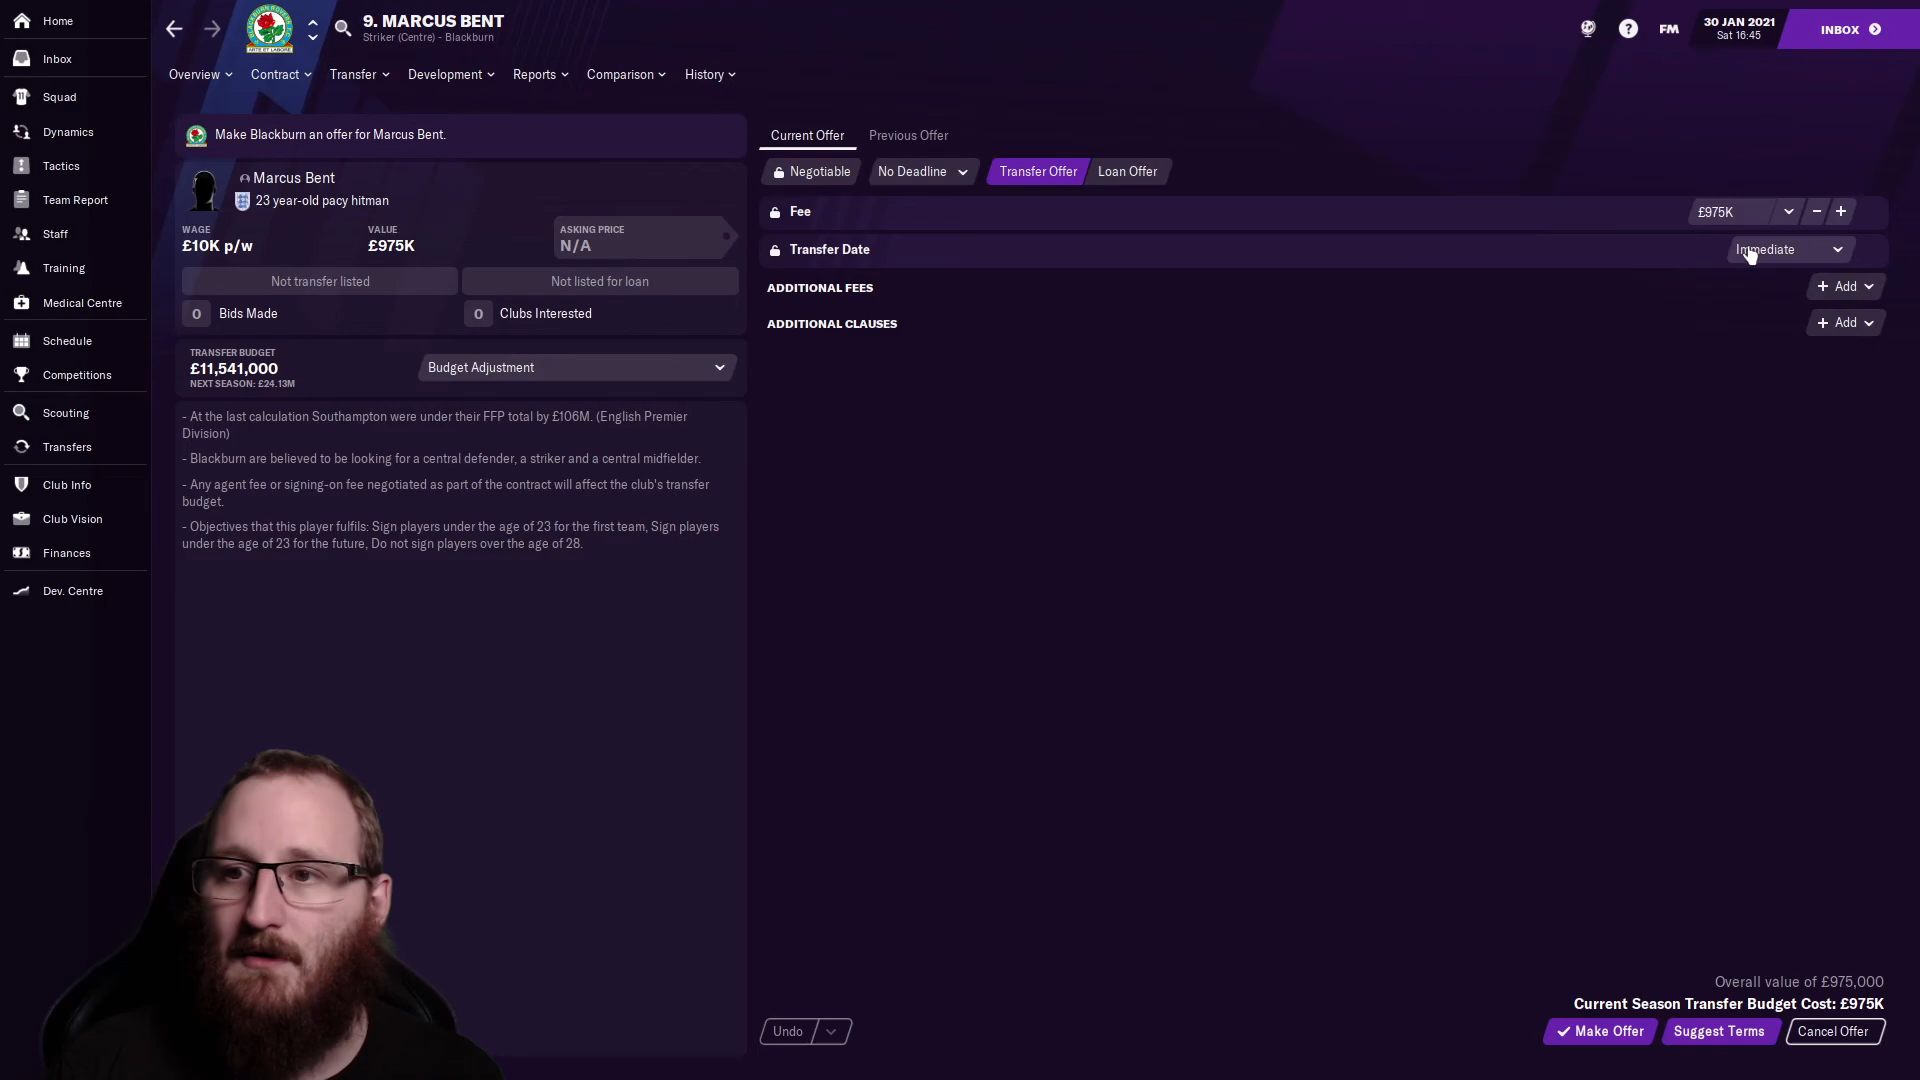 Home
Inbox
Squad
Dynamics
Tactics
Team Report
Staff
Training
Medical Centre
Schedule
Competitions
Scouting
Transfers
Club Info
Club Vision
Finances
Dev. Centre
9. MARCUS BENT
Striker (Centre) - Blackburn
FM
30 JAN 2021
Sat 16:45
INBOX
Overview
Contract
Transfer
Development
Reports
Comparison
History
Make Blackburn an offer for Marcus Bent.
Marcus Bent
23 year-old pacy hitman
WAGE
£10K p/w
VALUE
£975K
ASKING PRICE
N/A
Not transfer listed
Not listed for loan
0 Bids Made
0 Clubs Interested
TRANSFER BUDGET
£11,541,000
NEXT SEASON: £24.13M
Budget Adjustment
- At the last calculation Southampton were under their FFP total by £106M. (English Premier
Division)
- Blackburn are believed to be looking for a central defender, a striker and a central midfielder.
- Any agent fee or signing-on fee negotiated as part of the contract will affect the club's transfer
budget.
- Objectives that this player fulfils: Sign players under the age of 23 for the first team, Sign players
under the age of 23 for the future, Do not sign players over the age of 28.
Current Offer
Previous Offer
Negotiable
No Deadline
Transfer Offer
Loan Offer
Fee
£975K
Transfer Date
Immediate
ADDITIONAL FEES
Add
ADDITIONAL CLAUSES
Add
Overall value of £975,000
Current Season Transfer Budget Cost: £975K
Undo
Make Offer
Suggest Terms
Cancel Offer